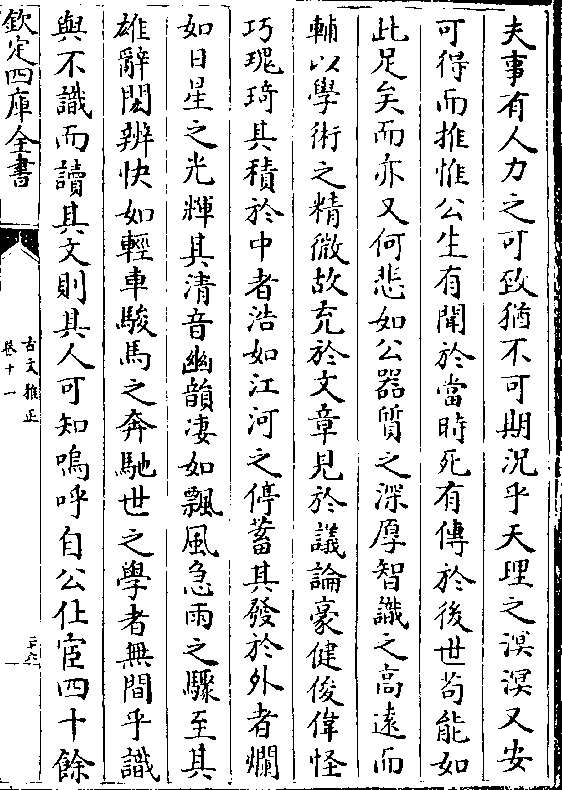 夫事有人力之可致猶不可期況乎天理之溟溟又安
可得而推惟公生有聞於當時死有傳於後世茍能如
此足矣而亦又何悲如公器質之深厚智識之高遠而
輔以學術之精微故充於文章見於議論豪健俊偉怪
巧瑰琦其積於中者浩如江河之停蓄其發於外者爛
如日星之光輝其清音幽韻淒如飄風急雨之驟至其
雄辭閎辨快如輕車駿馬之奔馳世之學者無間乎識
與不識而讀其文則其人可知嗚呼自公仕宦四十餘
欽定四庫全書
古文雅正
卷十一